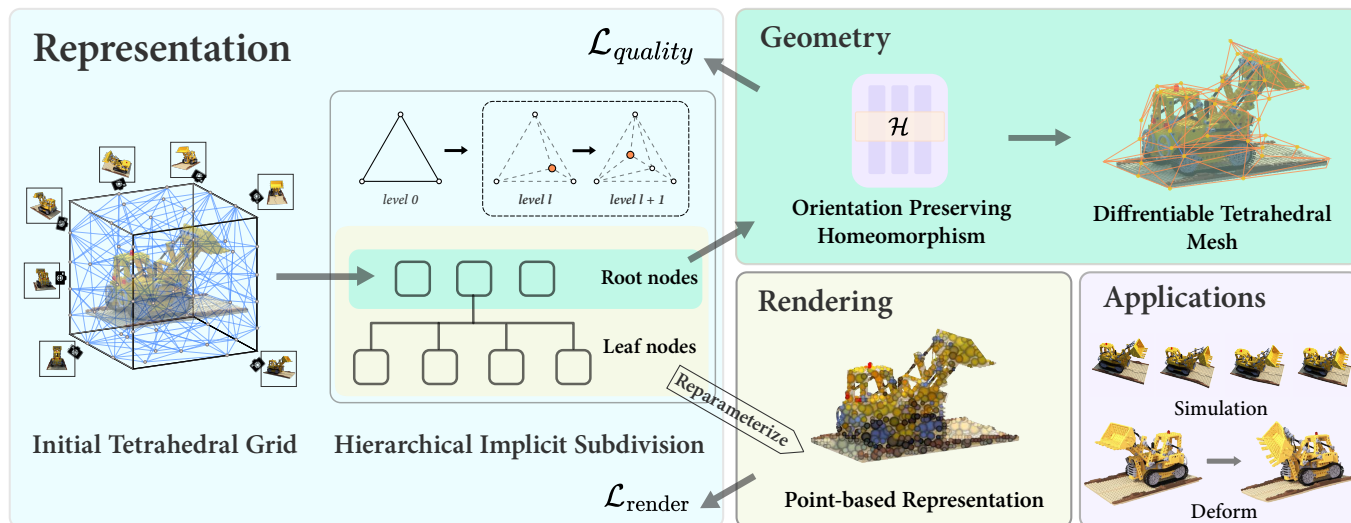 Representation
ℒquality
level 0
level l
level l + 1
Root nodes
Leaf nodes
Initial Tetrahedral Grid
Hierarchical Implicit Subdivision
Reparameterize
ℒrender
Geometry
ℋ
Orientation Preserving
Homeomorphism
Diffrentiable Tetrahedral
Mesh
Rendering
Point-based Representation
Applications
Simulation
Deform